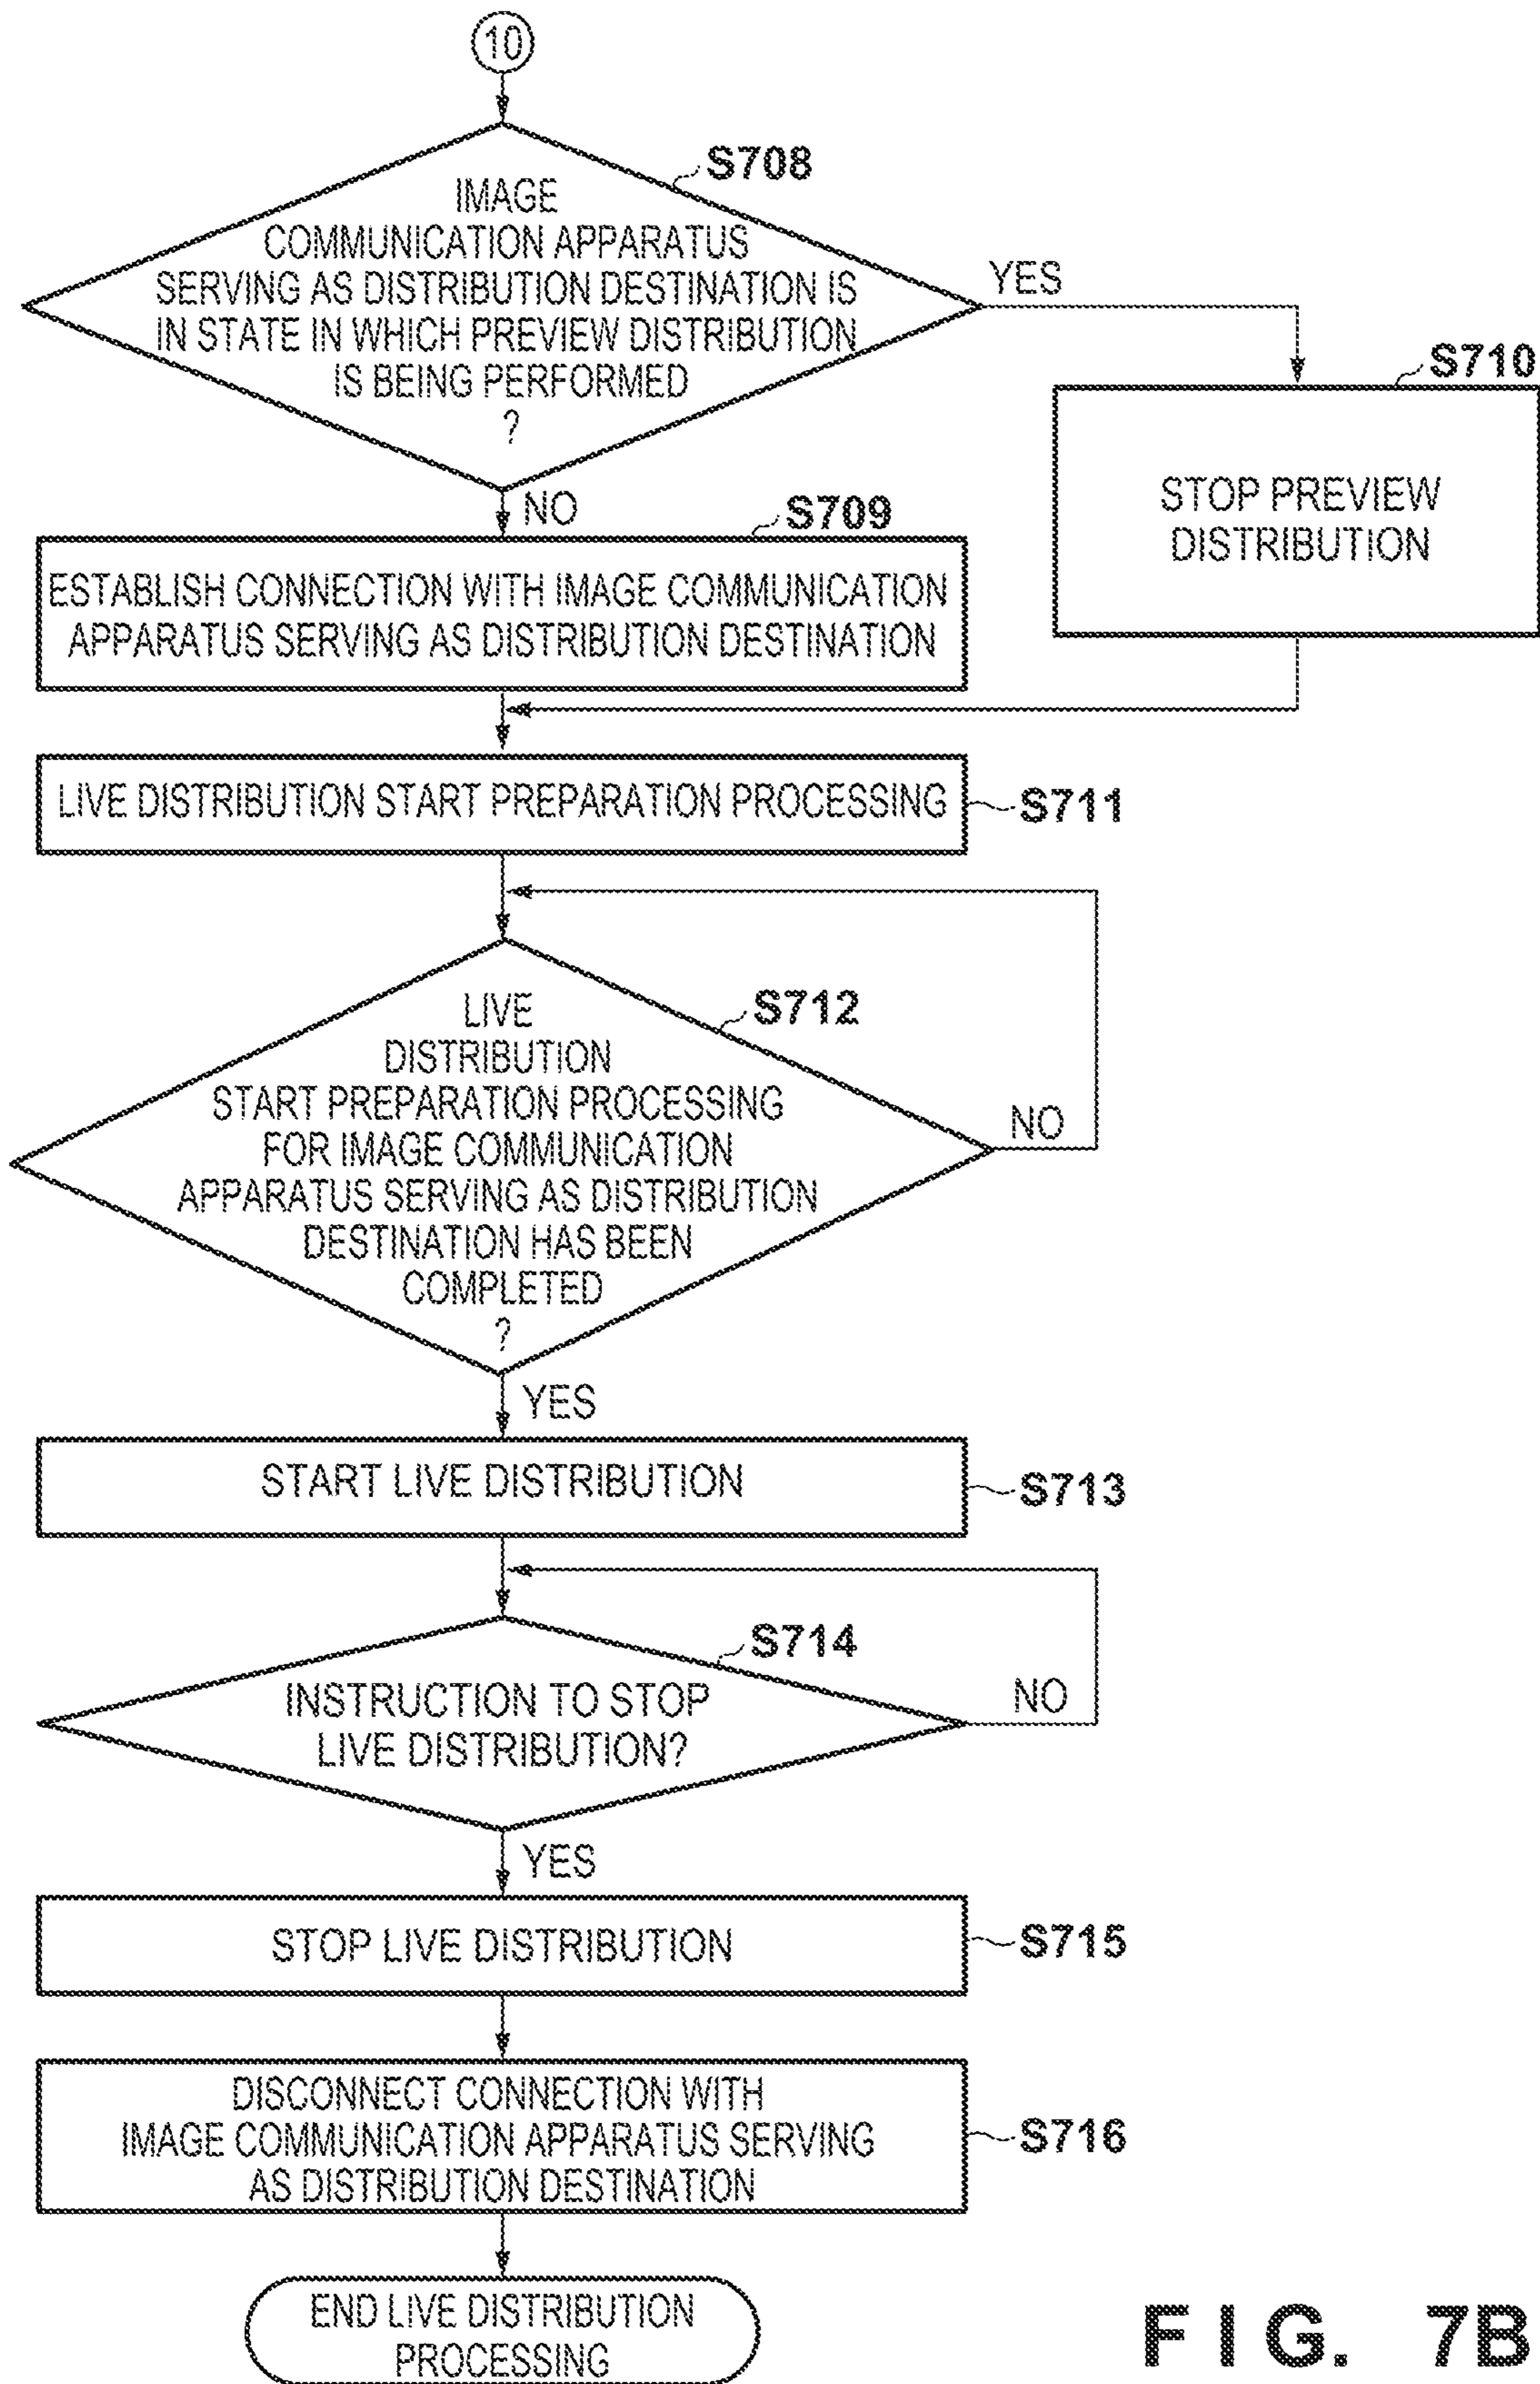 10
S708
IMAGE
COMMUNICATION APPARATUS
SERVING AS DISTRIBUTION DESTINATION IS
IN STATE IN WHICH PREVIEW DISTRIBUTION
IS BEING PERFORMED
?
YES
S710
STOP PREVIEW
DISTRIBUTION
NO
S709
ESTABLISH CONNECTION WITH IMAGE COMMUNICATION
APPARATUS SERVING AS DISTRIBUTION DESTINATION
LIVE DISTRIBUTION START PREPARATION PROCESSING
S711
S712
LIVE
DISTRIBUTION
START PREPARATION PROCESSING
FOR IMAGE COMMUNICATION
APPARATUS SERVING AS DISTRIBUTION
DESTINATION HAS BEEN
COMPLETED
?
NO
YES
START LIVE DISTRIBUTION
S713
S714
INSTRUCTION TO STOP
LIVE DISTRIBUTION?
NO
YES
STOP LIVE DISTRIBUTION
S715
DISCONNECT CONNECTION WITH
IMAGE COMMUNICATION APPARATUS SERVING
AS DISTRIBUTION DESTINATION
S716
END LIVE DISTRIBUTION
PROCESSING
FIG. 7B